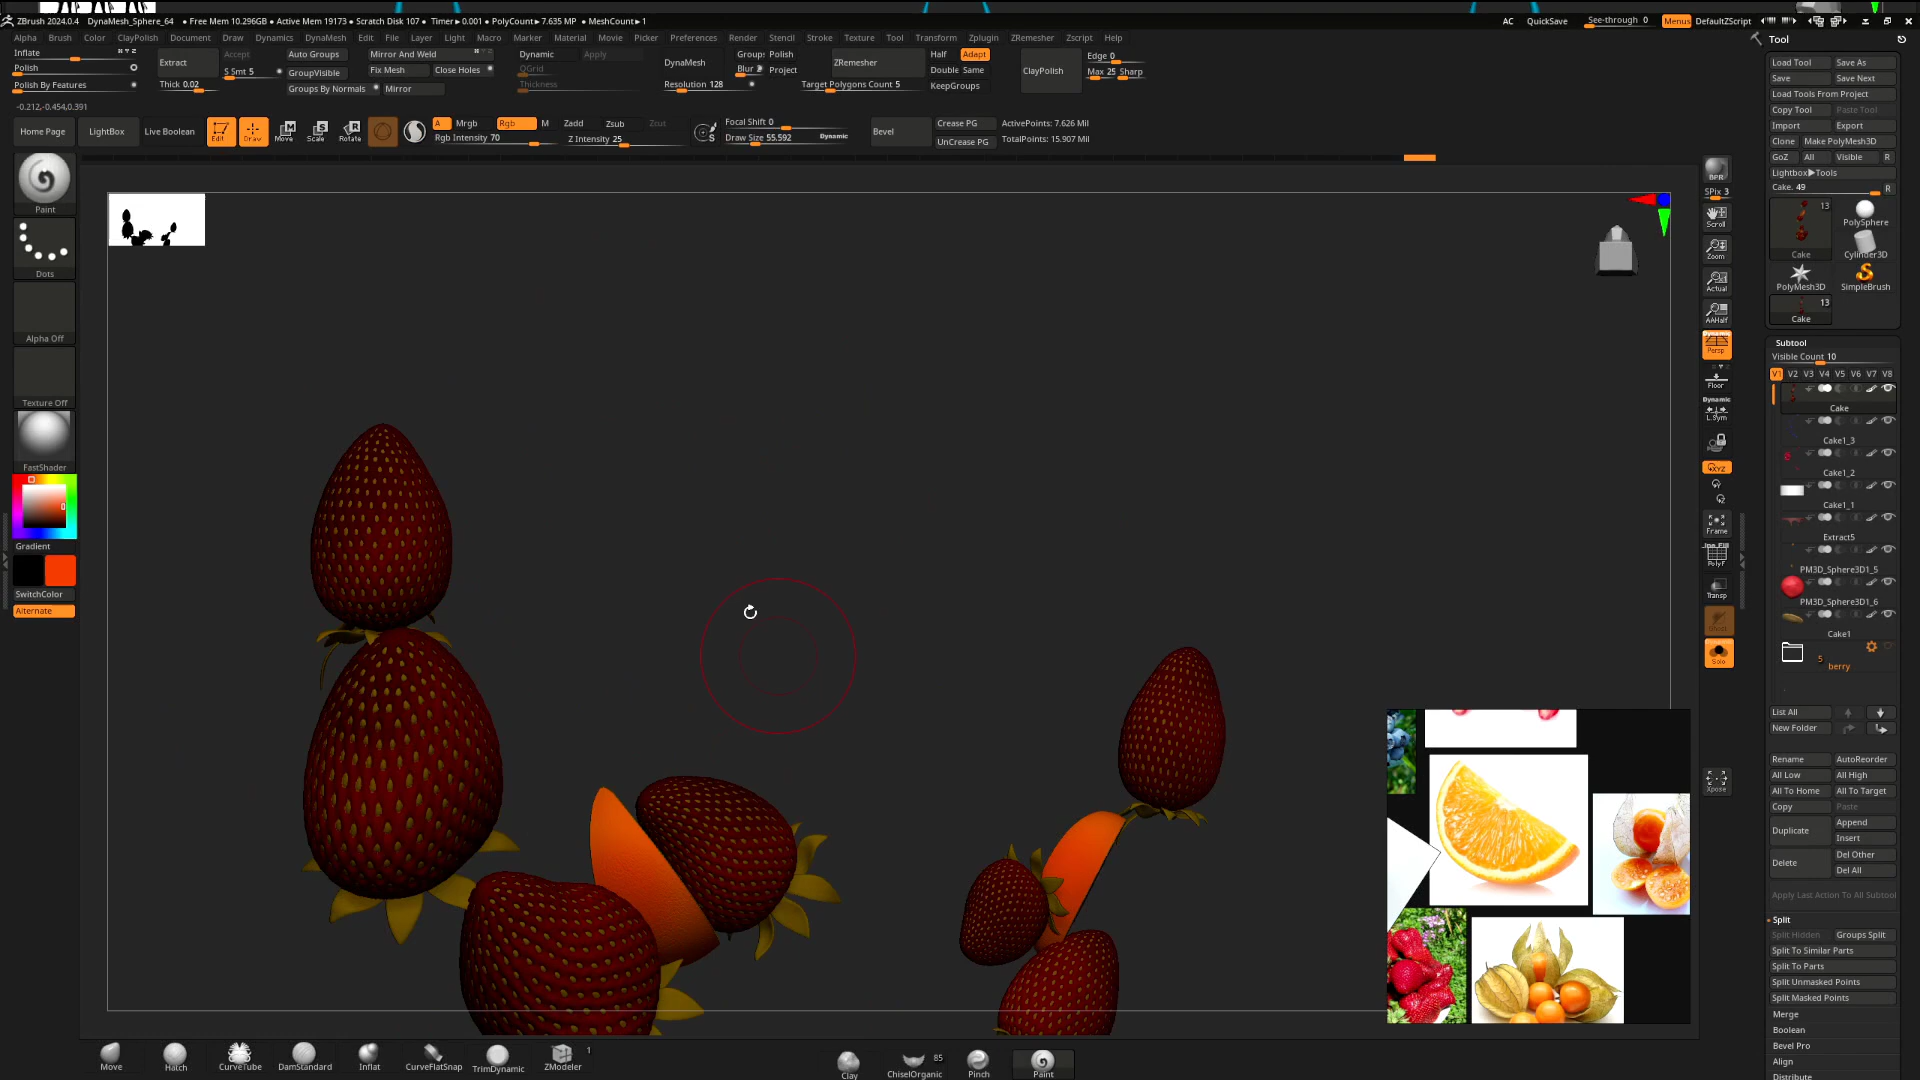 ZBrush 2024.0.4   DynaMesh_Sphere_64   • Free Mem 10.296GB • Active Mem 19173 • Scratch Disk 107 • Timer▸0.001 • PolyCount▸7.635 MP • MeshCount▸1
AC QuickSave See-through 0 Menus DefaultZScript
Alpha Brush Color ClayPolish Document Draw Dynamics DynaMesh Edit File Layer Light Macro Marker Material Movie Picker Preferences Render Stencil Stroke Texture Tool Transform Zplugin Zscript Help ZRemesher
Inflate
Polish
Polish By Features
Extract
Thick 0.02
Accept
S Smt 5
Auto Groups
GroupVisible
Groups By Normals
Mirror And Weld
Fix Mesh
Close Holes
Mirror
Dynamic
Apply
QGrid
Thickness
DynaMesh
Resolution 128
Groups
Polish
Blur 2
Project
ZRemesher
Target Polygons Count 5
Half Adapt
Double Same
KeepGroups
ClayPolish
Edge 0
Max 25 Sharp
-0.212,-0.454,0.391
Home Page LightBox Live Boolean Edit Draw Move Scale Rotate
A Mrgb Rgb M Zadd Zsub Zcut
Rgb Intensity 70
Z Intensity 25
Focal Shift 0
Draw Size 55.592 Dynamic
Bevel
Crease PG
UnCrease PG
ActivePoints: 7.626 Mil
TotalPoints: 15.907 Mil
Paint
Dots
Alpha Off
Texture Off
FastShader
Gradient
SwitchColor
Alternate
BPR
SPix 3
Scroll
Zoom
Actual
AAHalf
Dynamic
Persp
Floor
Dynamic
L.Sym
XYZ
Frame
Line Fill
PolyF
Transp
Ghost
Solo
Xpose
Tool
Load Tool Save As
Save Save Next
Load Tools From Project
Copy Tool Paste Tool
Import Export
Clone Make PolyMesh3D
GoZ All Visible R
Lightbox▸Tools
Cake. 49 R
13
Cake
PolySphere
Cylinder3D
PolyMesh3D
SimpleBrush
13
Cake
Subtool
Visible Count 10
V1 V2 V3 V4 V5 V6 V7 V8
Cake
Cake1_3
Cake1_2
Cake1_1
Extract5
PM3D_Sphere3D1_5
PM3D_Sphere3D1_6
Cake1
5 berry
List All
New Folder
Rename AutoReorder
All Low All High
All To Home All To Target
Copy Paste
Duplicate
Append
Insert
Delete
Del Other
Del All
Apply Last Action To All Subtool
Split
Split Hidden Groups Split
Split To Similar Parts
Split To Parts
Split Unmasked Points
Split Masked Points
Merge
Boolean
Bevel Pro
Align
Distribute
Move Hatch CurveTube DamStandard Inflat CurveFlatSnap TrimDynamic ZModeler 1
Clay ChiselOrganic 85 Pinch Paint